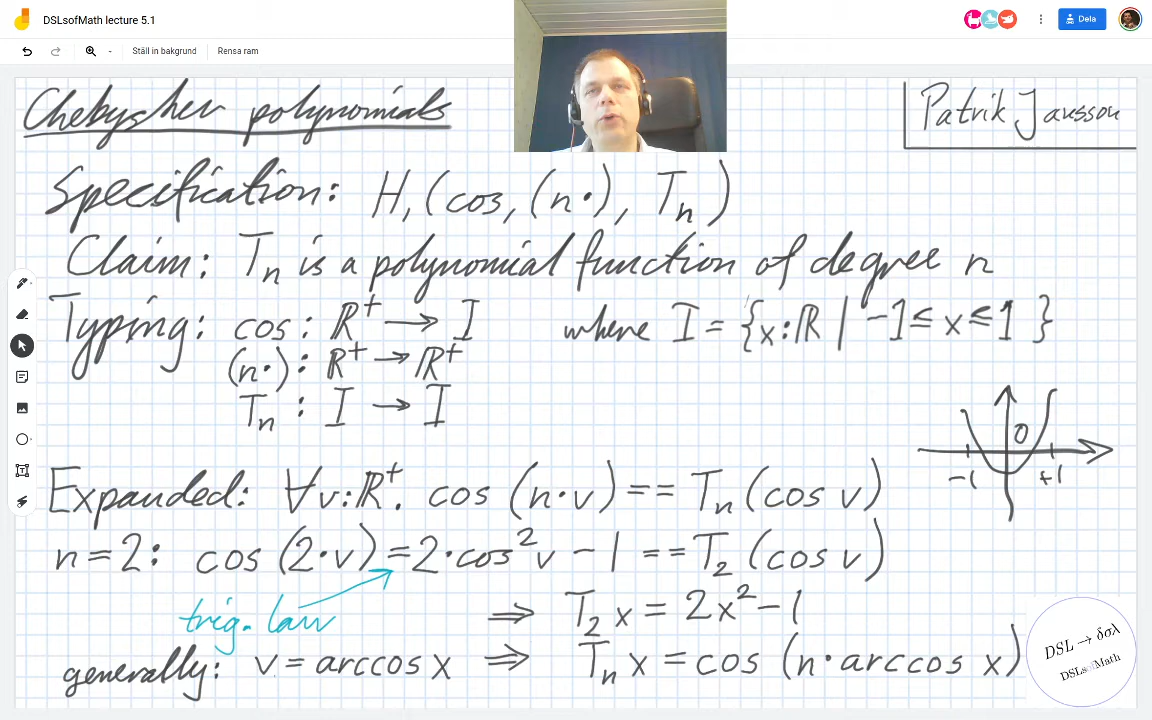 DSLsofMath lecture 5.1
Dela
Ställ in bakgrund
Rensa ram
Chebyshev polynomials
Patrik Jansson
Specification: H₁(cos, (n·), Tₙ)
Claim: Tₙ is a polynomial function of degree n
Typing: cos : ℝ⁺ → I where I = {x:ℝ | -1 ≤ x ≤ 1}
(n·) : ℝ⁺ → ℝ⁺
Tₙ : I → I
0
-1 +1
Expanded: ∀v:ℝ⁺. cos (n·v) == Tₙ (cos v)
n=2: cos (2·v) = 2·cos²v - 1 == T₂ (cos v)
trig. law ⇒ T₂ x = 2x² - 1
generally: v = arccos x ⇒ Tₙ x = cos (n·arccos x)
DSL → δσλ
DSLsofMath